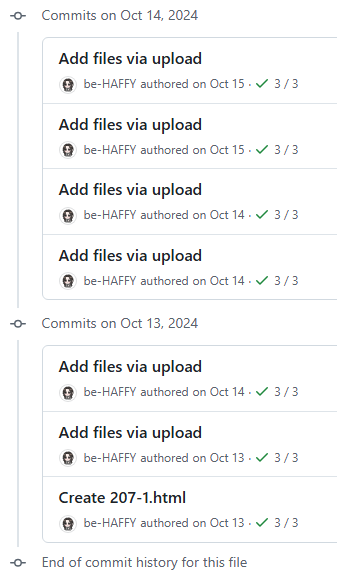 Commits on Oct 14, 2024
Add files via upload
be-HAFFY authored on Oct 15 · 3 / 3
Add files via upload
be-HAFFY authored on Oct 15 · 3 / 3
Add files via upload
be-HAFFY authored on Oct 14 · 3 / 3
Add files via upload
be-HAFFY authored on Oct 14 · 3 / 3
Commits on Oct 13, 2024
Add files via upload
be-HAFFY authored on Oct 14 · 3 / 3
Add files via upload
be-HAFFY authored on Oct 13 · 3 / 3
Create 207-1.html
be-HAFFY authored on Oct 13 · 3 / 3
End of commit history for this file